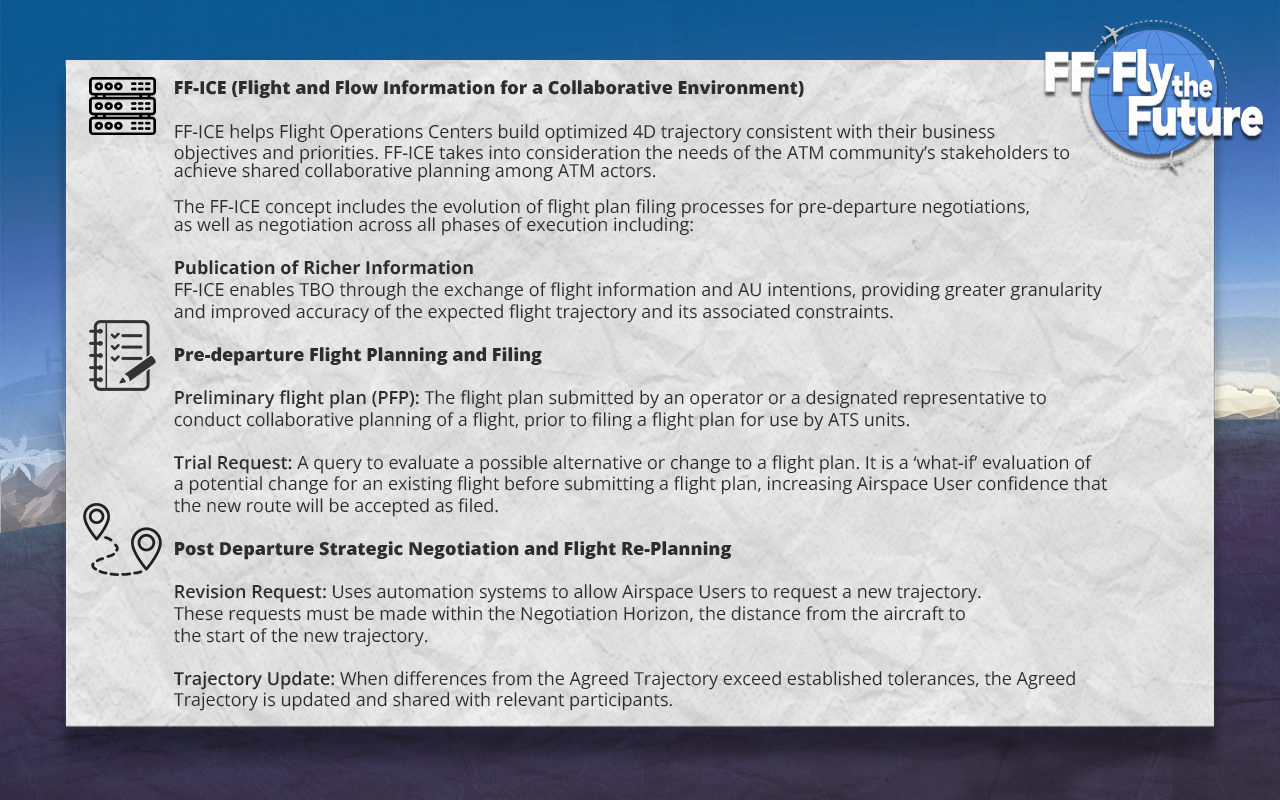 FF-Fly the
Future
FF-ICE (Flight and Flow Information for a Collaborative Environment)
FF-ICE helps Flight Operations Centers build optimized 4D trajectory consistent with their business
objectives and priorities. FF-ICE takes into consideration the needs of the ATM community’s stakeholders to
achieve shared collaborative planning among ATM actors.
The FF-ICE concept includes the evolution of flight plan filing processes for pre-departure negotiations,
as well as negotiation across all phases of execution including:
Publication of Richer Information
FF-ICE enables TBO through the exchange of flight information and AU intentions, providing greater granularity
and improved accuracy of the expected flight trajectory and its associated constraints.
Pre-departure Flight Planning and Filing
Preliminary flight plan (PFP): The flight plan submitted by an operator or a designated representative to
conduct collaborative planning of a flight, prior to filing a flight plan for use by ATS units.
Trial Request: A query to evaluate a possible alternative or change to a flight plan. It is a ‘what-if’ evaluation of
a potential change for an existing flight before submitting a flight plan, increasing Airspace User confidence that
the new route will be accepted as filed.
Post Departure Strategic Negotiation and Flight Re-Planning
Revision Request: Uses automation systems to allow Airspace Users to request a new trajectory.
These requests must be made within the Negotiation Horizon, the distance from the aircraft to
the start of the new trajectory.
Trajectory Update: When differences from the Agreed Trajectory exceed established tolerances, the Agreed
Trajectory is updated and shared with relevant participants.